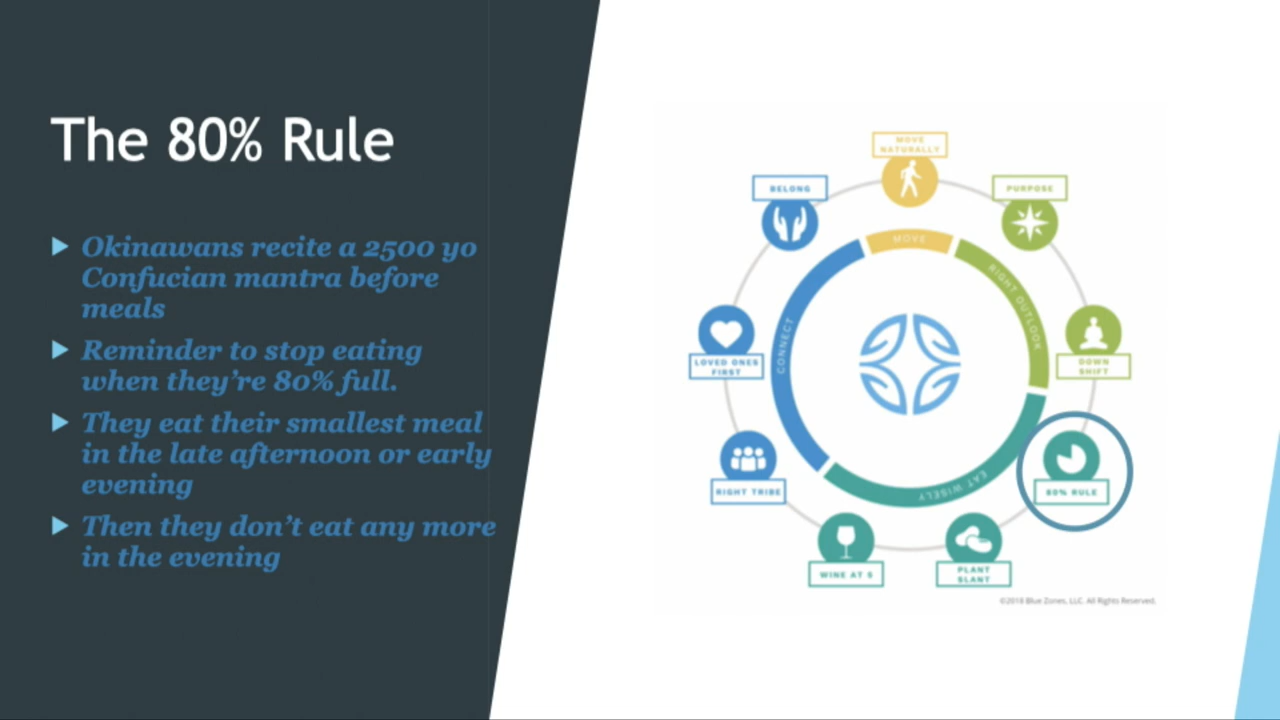 The 80% Rule
Okinawans recite a 2500 yo
Confucian mantra before
meals
Reminder to stop eating
when they're 80% full.
They eat their smallest meal
in the late afternoon or early
evening
Then they don't eat any more
in the evening
MOVE
NATURALLY
BELONG
PURPOSE
MOVE
RIGHT OUTLOOK
CONNECT
LOVED ONES
FIRST
DOWN
SHIFT
RIGHT TRIBE
80% RULE
EAT WISELY
WINE AT 5
PLANT
SLANT
©2018 Blue Zones, LLC. All Rights Reserved.